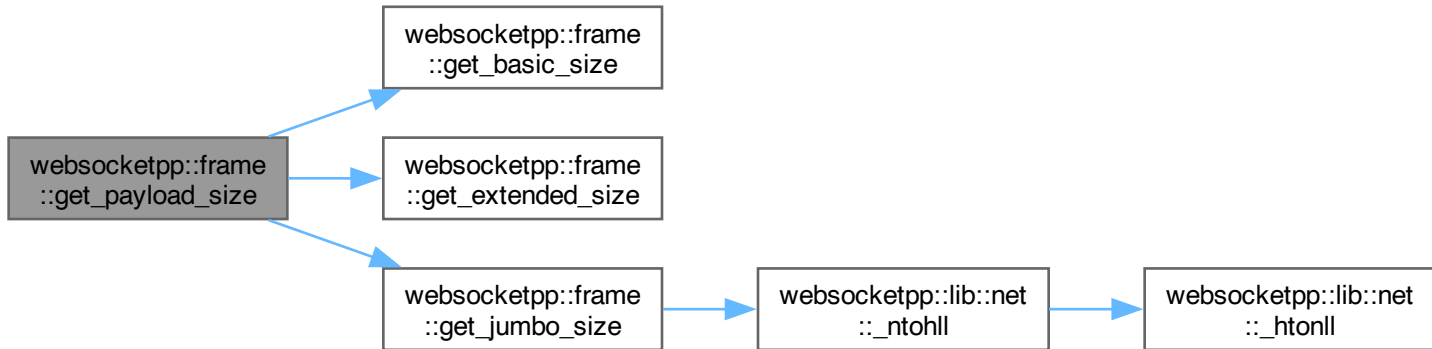 websocketpp::frame
::get_basic_size
websocketpp::frame
::get_payload_size
websocketpp::frame
::get_extended_size
websocketpp::frame
::get_jumbo_size
websocketpp::lib::net
::_ntohll
websocketpp::lib::net
::_htonll